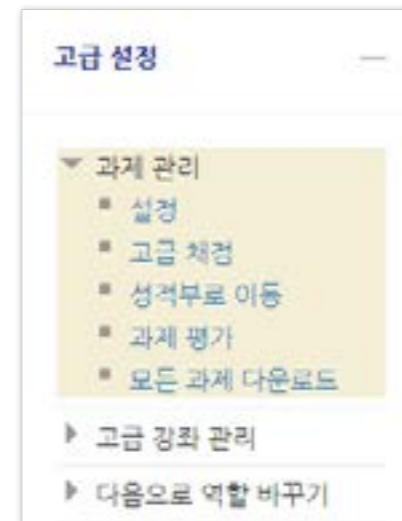 고급 설정
과제 관리
설정
고급 채점
성적부로 이동
과제 평가
모든 과제 다운로드
고급 강좌 관리
다음으로 역할 바꾸기